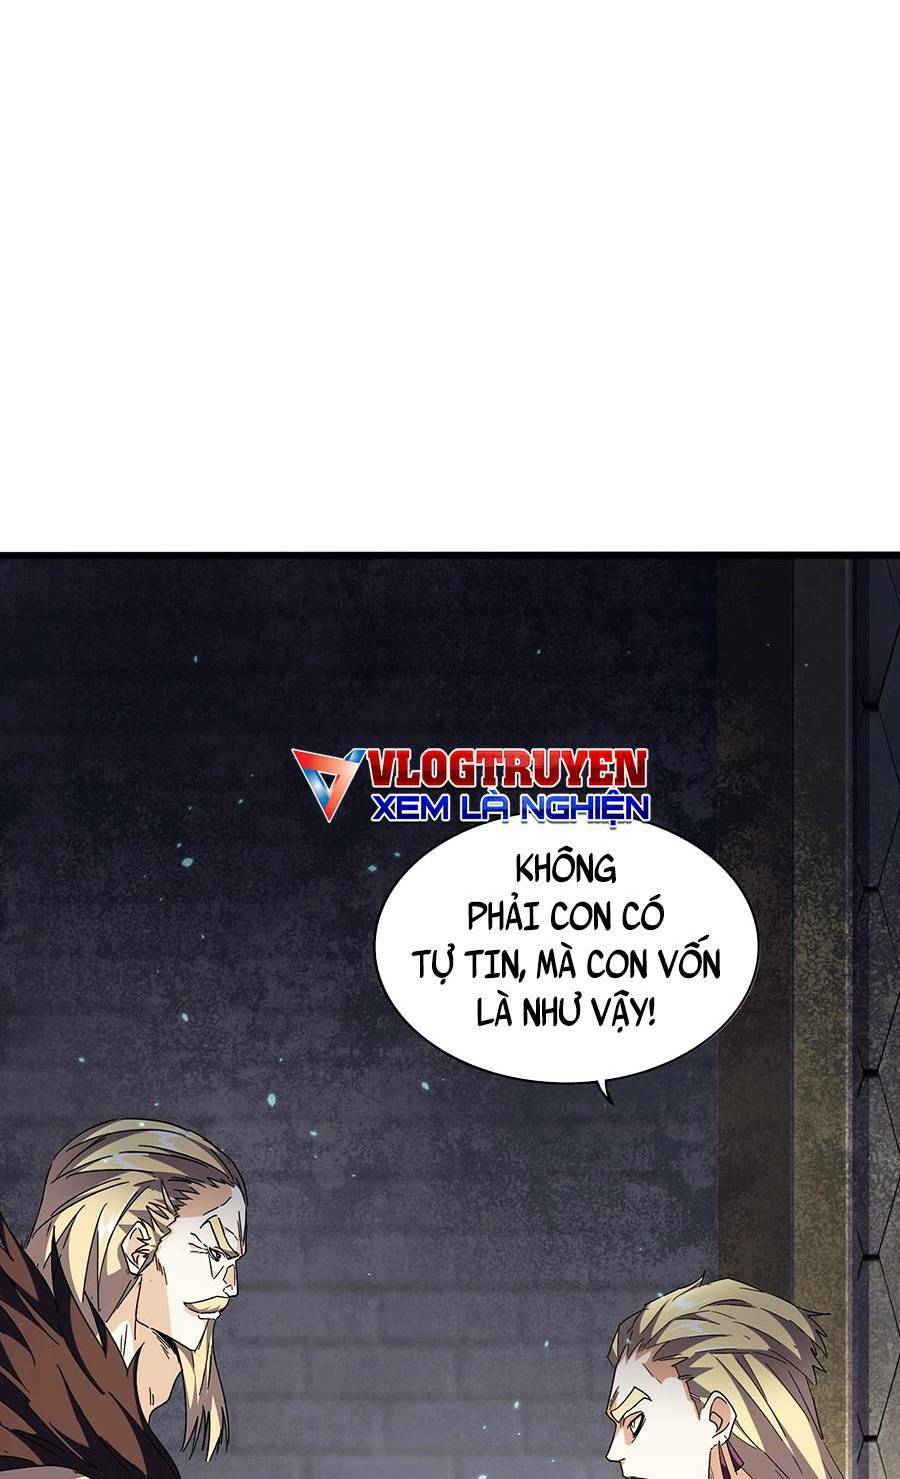 VLOGTRUYEN
XEM LÀ NGHIỆN
KHÔNG
PHẢI CON CÓ
TỰ TIN, MÀ CON VỐN
LÀ NHƯ VẬY!